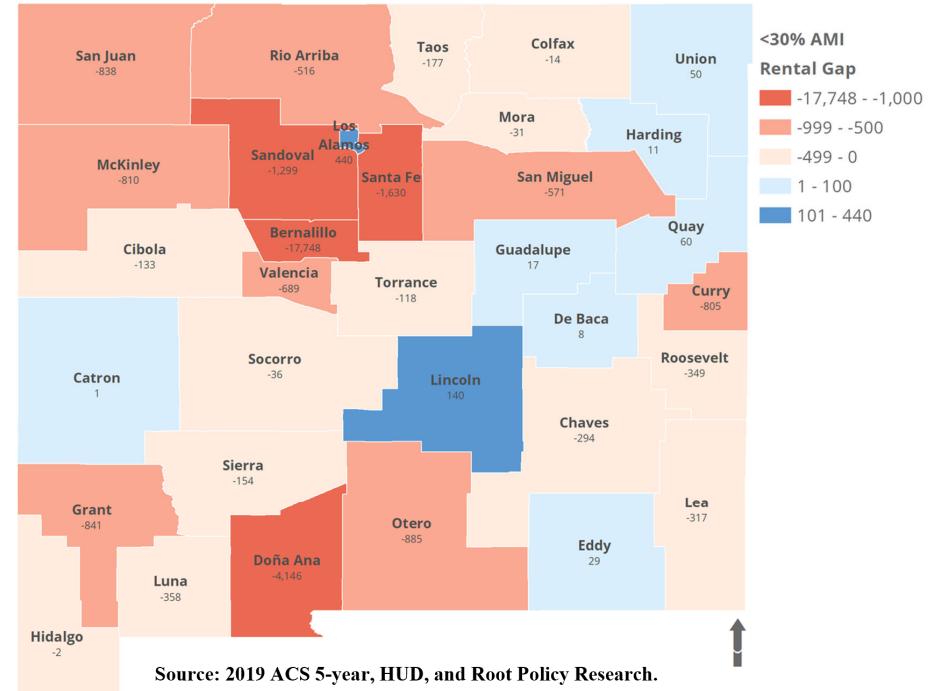 San Juan
-838
Rio Arriba
-516
Taos
-177
Colfax
-14
Union
50
<30% AMI
Rental Gap
-17,748 - -1,000
-999 - -500
-499 - 0
1 - 100
101 - 440
Mora
-31
Harding
11
Los
Alamos
440
Sandoval
-1,299
Santa Fe
-1,630
McKinley
-810
San Miguel
-571
Quay
60
Bernalillo
-17,748
Cibola
-133
Guadalupe
17
Valencia
-689
Torrance
-118
Curry
-805
De Baca
8
Roosevelt
-349
Socorro
-36
Catron
1
Lincoln
140
Chaves
-294
Sierra
-154
Lea
-317
Grant
-841
Otero
-885
Eddy
29
Doña Ana
-4,146
Luna
-358
Hidalgo
-2
Source: 2019 ACS 5-year, HUD, and Root Policy Research.